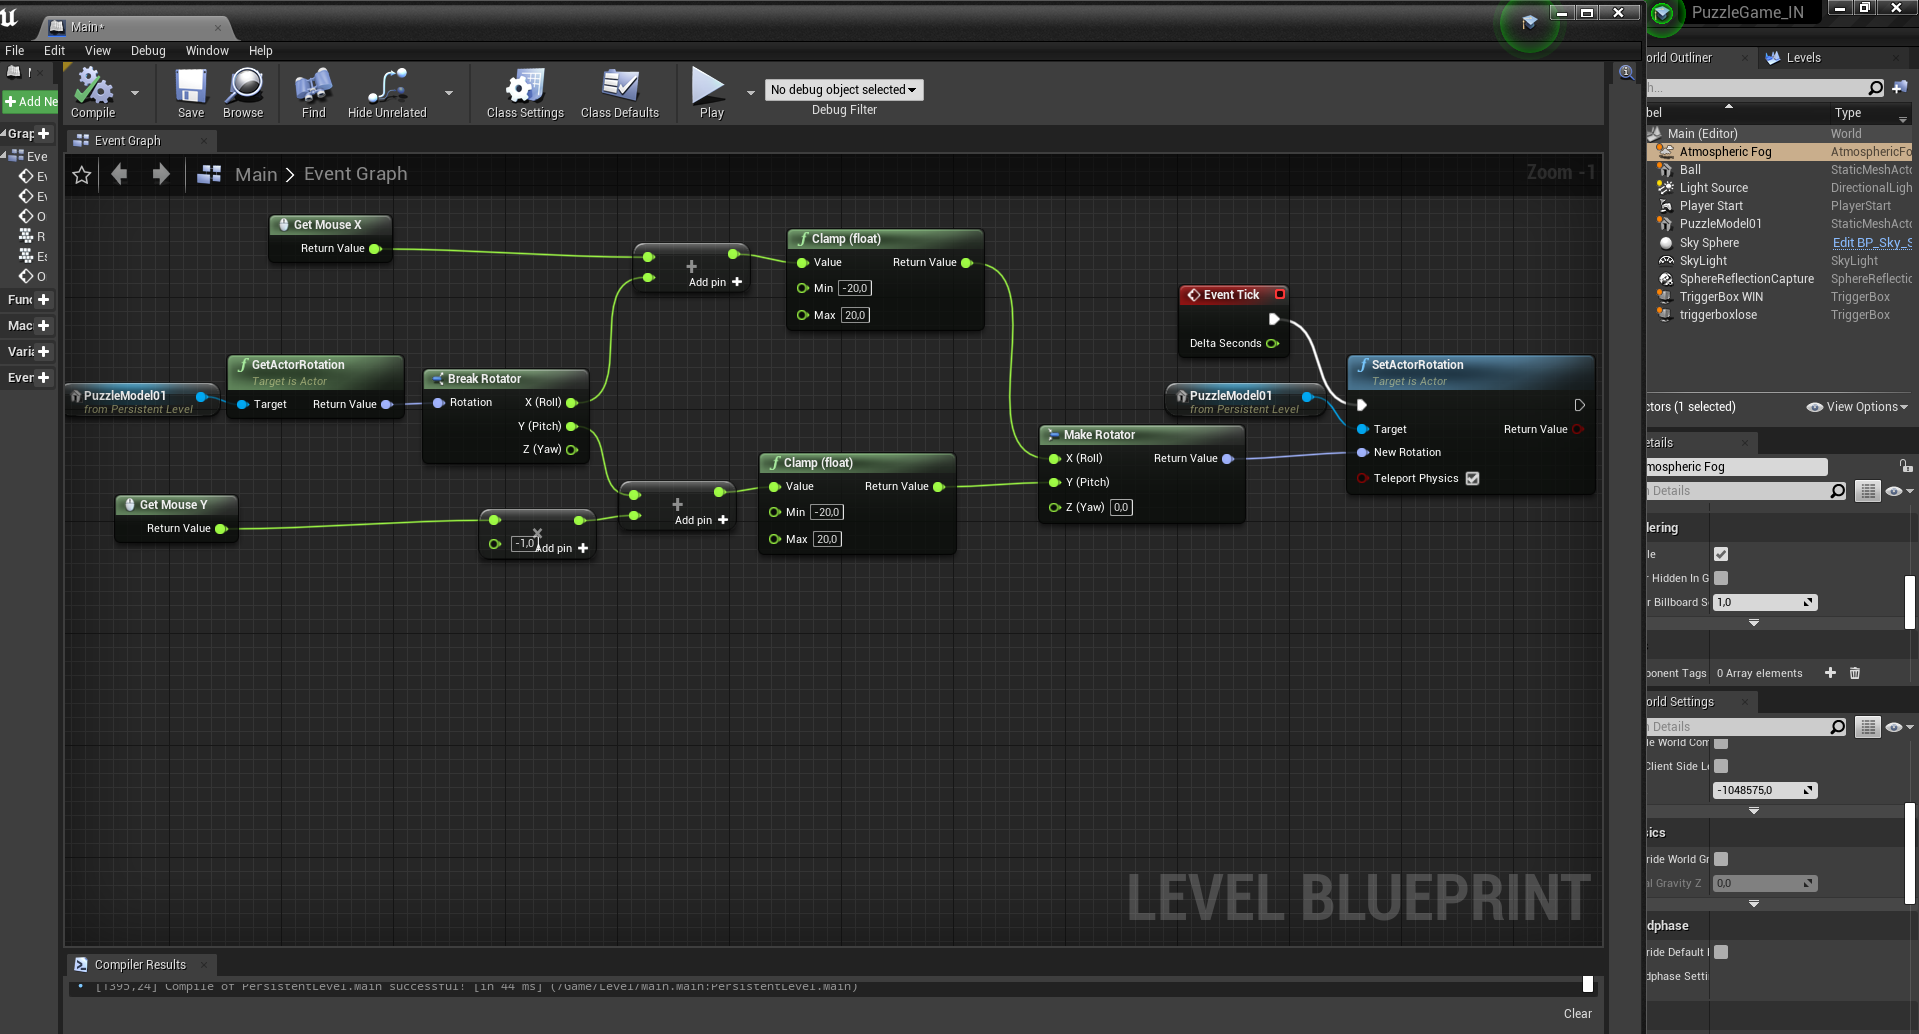 Main*
PuzzleGame_IN
File Edit View Debug Window Help
Levels
Add Ne
Compile
Save
Browse
Find
Hide Unrelated
Class Settings
Class Defaults
Play
No debug object selected
Debug Filter
Event Graph
Main > Event Graph
Zoom -1
Eve
O
R
O
Func
Mac
Varia
Even
Get Mouse X
Return Value
Add pin
Clamp (float)
Value
Return Value
Min -20,0
Max 20,0
Event Tick
Delta Seconds
PuzzleModel01
from Persistent Level
GetActorRotation
Target is Actor
Target
Return Value
Break Rotator
Rotation
X (Roll)
Y (Pitch)
Z (Yaw)
PuzzleModel01
from Persistent Level
SetActorRotation
Target is Actor
Target
Return Value
New Rotation
Teleport Physics
Make Rotator
X (Roll)
Return Value
Y (Pitch)
Z (Yaw) 0,0
Get Mouse Y
Return Value
-1,0
Add pin
Add pin
Clamp (float)
Value
Return Value
Min -20,0
Max 20,0
LEVEL BLUEPRINT
Compiler Results
[1395,24] Compile of PersistentLevel.Main successful! [in 44 ms] (/Game/Level/Main.Main:PersistentLevel.Main)
Clear
orld Outliner
bel
Type
Main (Editor) World
Atmospheric Fog AtmosphericFo
Ball StaticMeshActo
Light Source DirectionalLigh
Player Start PlayerStart
PuzzleModel01 StaticMeshActo
Sky Sphere Edit BP_Sky_S
SkyLight SkyLight
SphereReflectionCapture SphereReflectic
TriggerBox WIN TriggerBox
triggerboxlose TriggerBox
ctors (1 selected)
View Options
etails
mospheric Fog
Details
dering
le
r Hidden In G
r Billboard S 1,0
ponent Tags 0 Array elements
orld Settings
Details
le World Com
Client Side L
-1048575,0
sics
ride World Gr
al Gravity Z 0,0
dphase
ride Default
dphase Setti